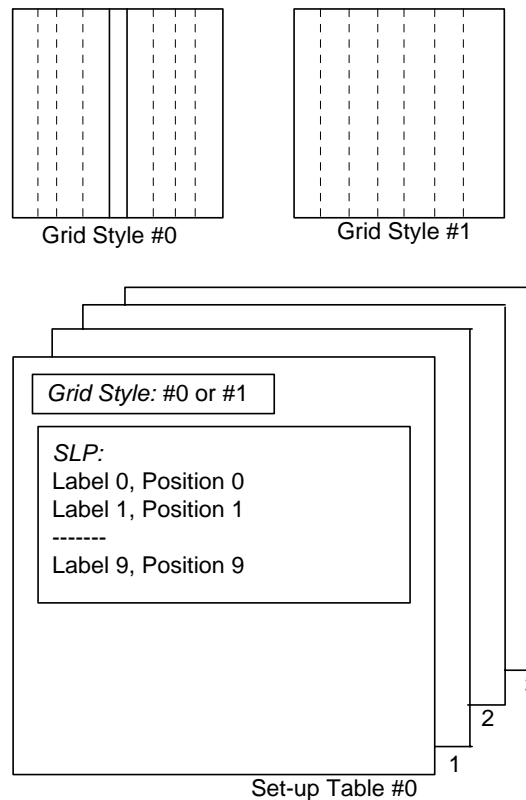 Grid Style #0
Grid Style #1
Grid Style: #0 or #1
SLP:
Label 0, Position 0
Label 1, Position 1
-------
Label 9, Position 9
2
1
Set-up Table #0